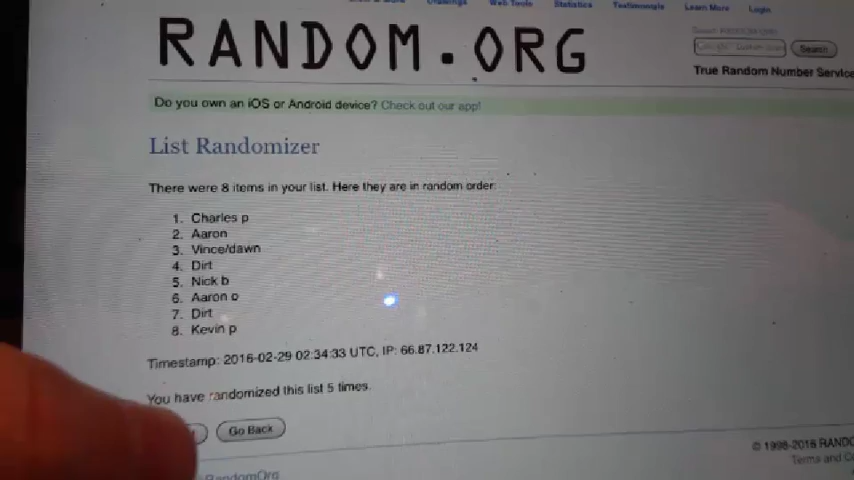 Drawings Web Tools Statistics Testimonials Learn More Login
RANDOM.ORG
Search
True Random Number Service
Do you own an iOS or Android device? Check out our app!
List Randomizer
There were 8 items in your list. Here they are in random order:
1. Charles p
2. Aaron
3. Vince/dawn
4. Dirt
5. Nick b
6. Aaron o
7. Dirt
8. Kevin p
Timestamp: 2016-02-29 02:34:33 UTC, IP: 66.87.122.124
You have randomized this list 5 times.
Go Back
© 1998-2016 RANDO
Terms and Co
RandomOrg